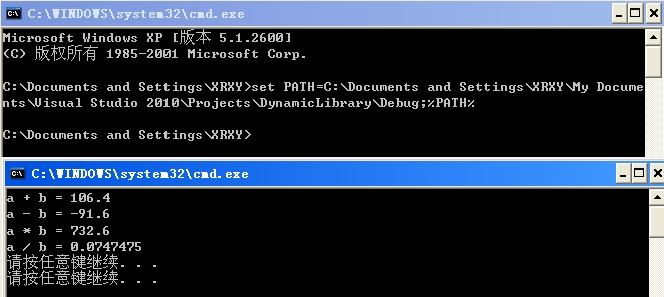 C:\WINDOWS\system32\cmd.exe
Microsoft Windows XP [版本 5.1.2600]
(C) 版权所有 1985-2001 Microsoft Corp.
C:\Documents and Settings\XRXY>set PATH=C:\Documents and Settings\XRXY\My Docume
nts\Visual Studio 2010\Projects\DynamicLibrary\Debug;%PATH%
C:\Documents and Settings\XRXY>
C:\WINDOWS\system32\cmd.exe
a + b = 106.4
a - b = -91.6
a * b = 732.6
a / b = 0.0747475
请按任意键继续. . .
请按任意键继续. . .